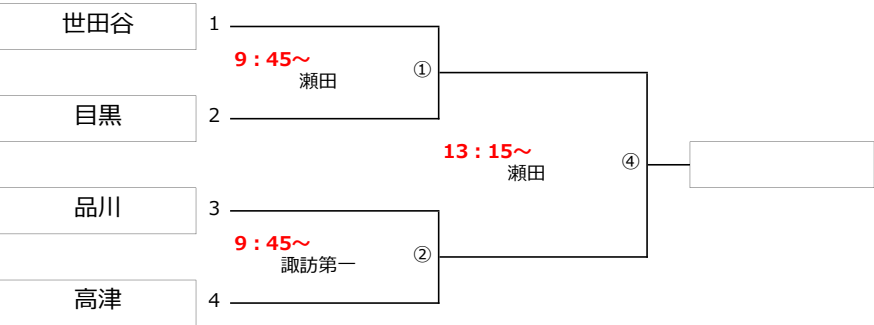 世田谷 1
9：45～
瀬田
①
目黒 2
13：15～
瀬田
④
品川 3
9：45～
諏訪第一
②
高津 4